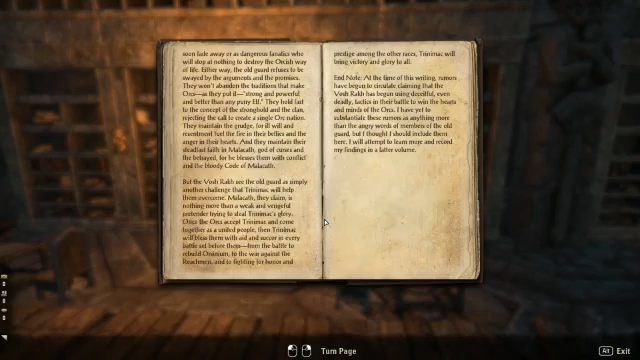 soon fade away or as dangerous fanatics who
will stop at nothing to destroy the Orcish way
of life. Either way, the old guard refuses to be
swayed by the arguments and the promises.
They won't abandon the traditions that make
Orcs—as they put it—"strong and powerful
and better than any puny Elf." They hold fast
to the concept of the stronghold and the clan,
rejecting the call to create a single Orc nation.
They maintain the grudge, for ill will and
resentment fuel the fire in their bellies and the
anger in their hearts. And they maintain their
steadfast faith in Malacath, god of curses and
the betrayed, for he blesses them with conflict
and the bloody Code of Malacath.
But the Vosh Rakh see the old guard as simply
another challenge that Trinimac will help
them overcome. Malacath, they claim, is
nothing more than a weak and vengeful
pretender trying to steal Trinimac's glory.
Once the Orcs accept Trinimac and come
together as a united people, then Trinimac
will bless them with aid and succor in every
battle set before them—from the battle to
rebuild Orsinium, to the war against the
Reachmen, and to fighting for honor and
prestige among the other races, Trinimac will
bring victory and glory to all.
End Note: At the time of this writing, rumors
have begun to circulate claiming that the
Vosh Rakh has begun using deceitful, even
deadly, tactics in their battle to win the hearts
and minds of the Orcs. I have yet to
substantiate these rumors as anything more
than the angry words of members of the old
guard, but I thought I should include them
here. I will attempt to learn more and record
my findings in a later volume.
Turn Page
Alt Exit